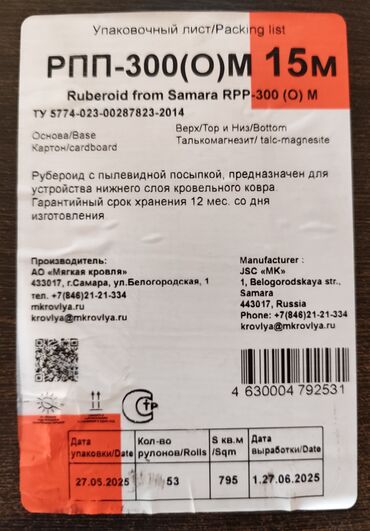 Упаковочный лист/Packing list
РПП-300(О)М 15м
Ruberoid from Samara RPP-300 (O) M
ТУ 5774-023-00287823-2014
Основа/Base
Картон/cardboard
Верх/Top и Низ/Bottom
Талькомагнезит/ talc-magnesite
Рубероид с пылевидной посыпкой, предназначен для
устройства нижнего слоя кровельного ковра
Гарантийный срок хранения 12 мес. со дня
изготовления
Производитель:
АО «Мягкая кровля»
433017, г.Самара, ул.Белогородская, 1
тел. +7(846)21-21-334
mkrovlya.ru
krovlya@mkrovlya.ru
Manufacturer :
JSC «MK»
1, Belogorodskaya str.,
Samara
443017, Russia
Phone: +7(846)21-21-334
krovlya@mkrovlya.ru
4 630004 792531
Дата
упаковки/Date
Кол-во
рулонов/Rolls
S кв.м
/Sqm
Дата
выработки/Date
27.05.2025
53
795
1.27.06.2025